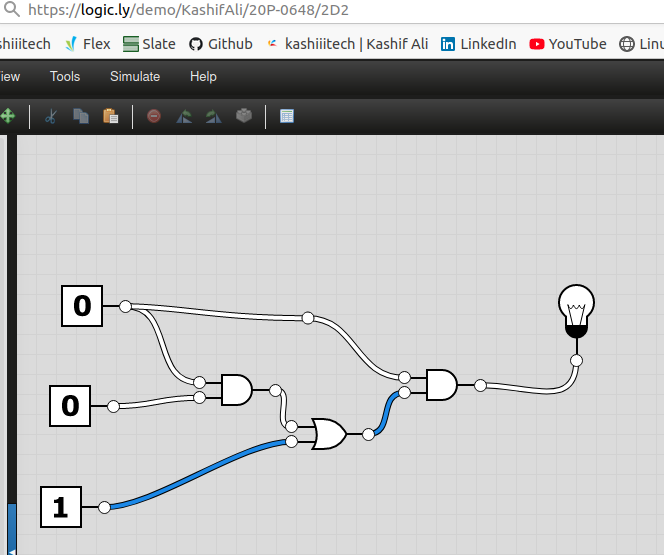 https://logic.ly/demo/KashifAli/20P-0648/2D2
shiiitech Flex Slate Github kashiiitech | Kashif Ali LinkedIn YouTube Linu
iew Tools Simulate Help
0
0
1